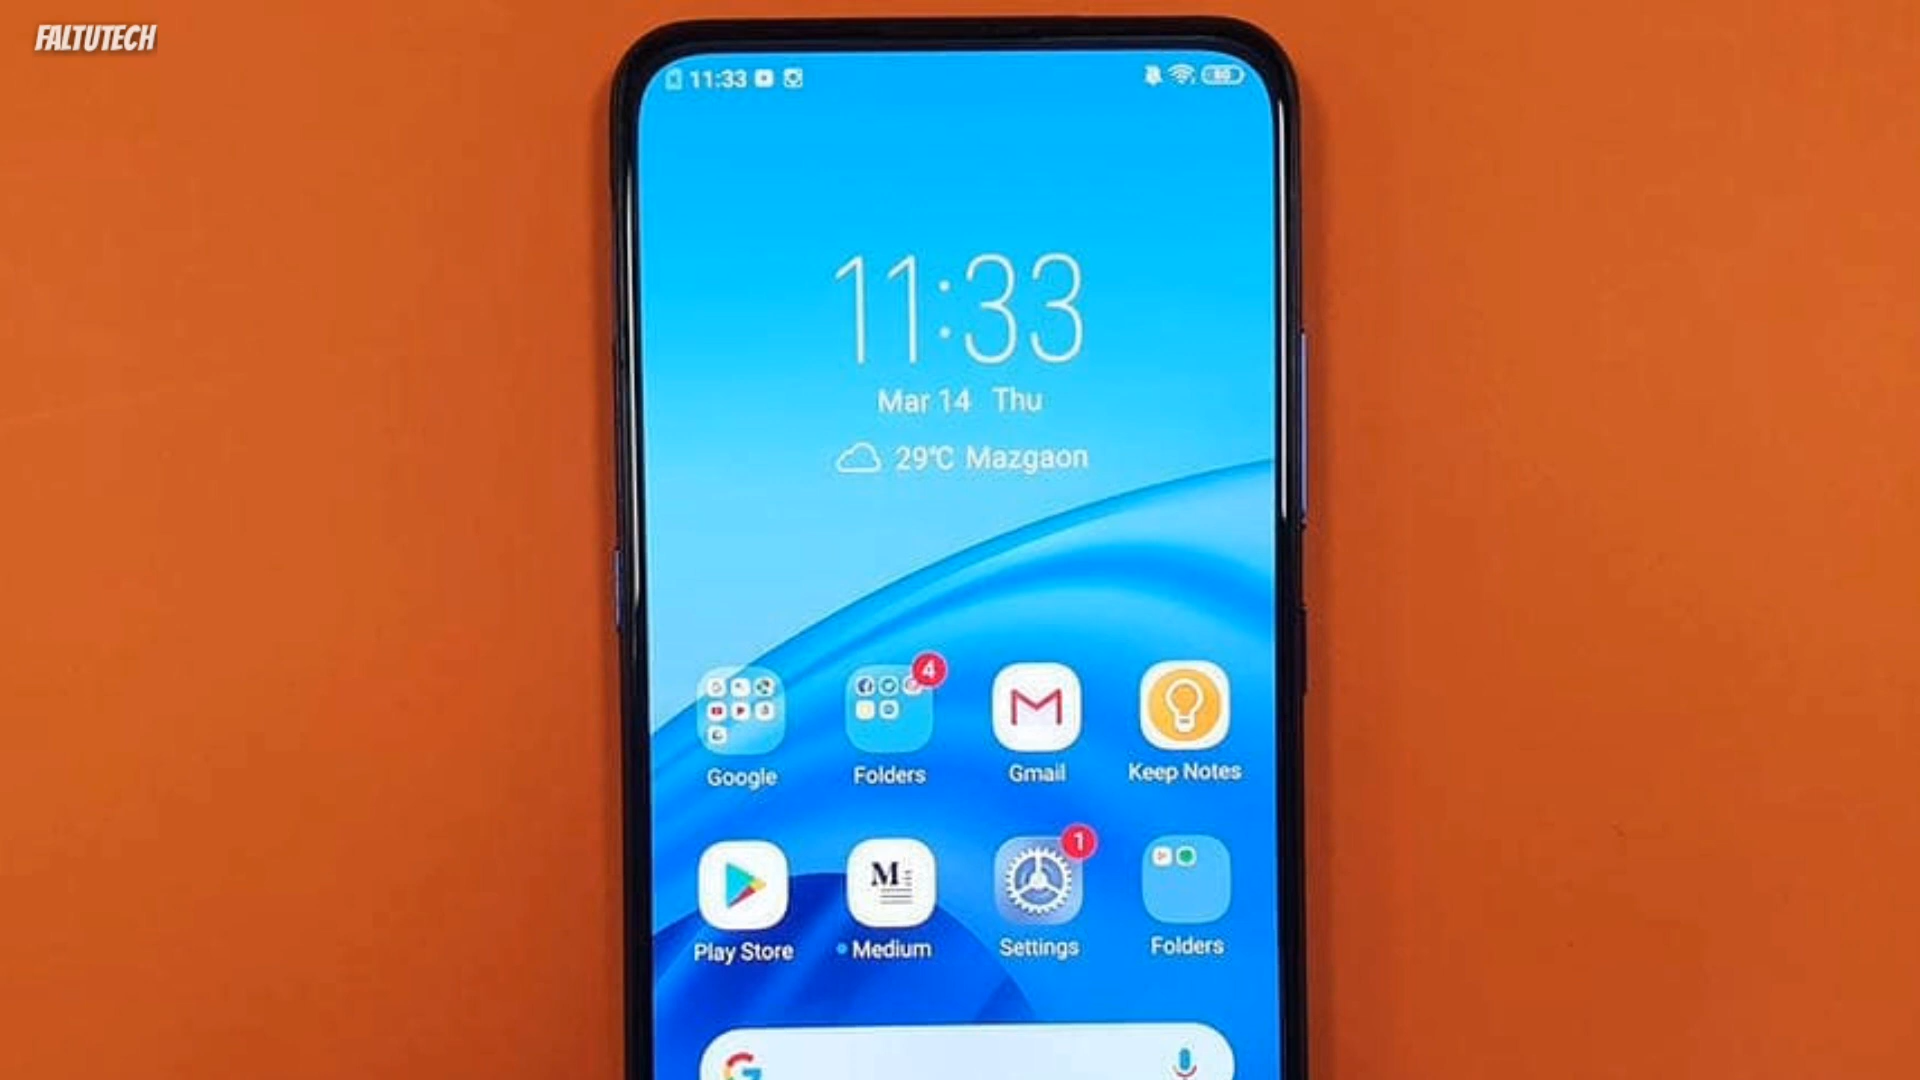 FALTUTECH
11:33
80
11:33
Mar 14 Thu
29°C Mazgaon
4
Google
Folders
Gmail
Keep Notes
1
M
Play Store
Medium
Settings
Folders
G